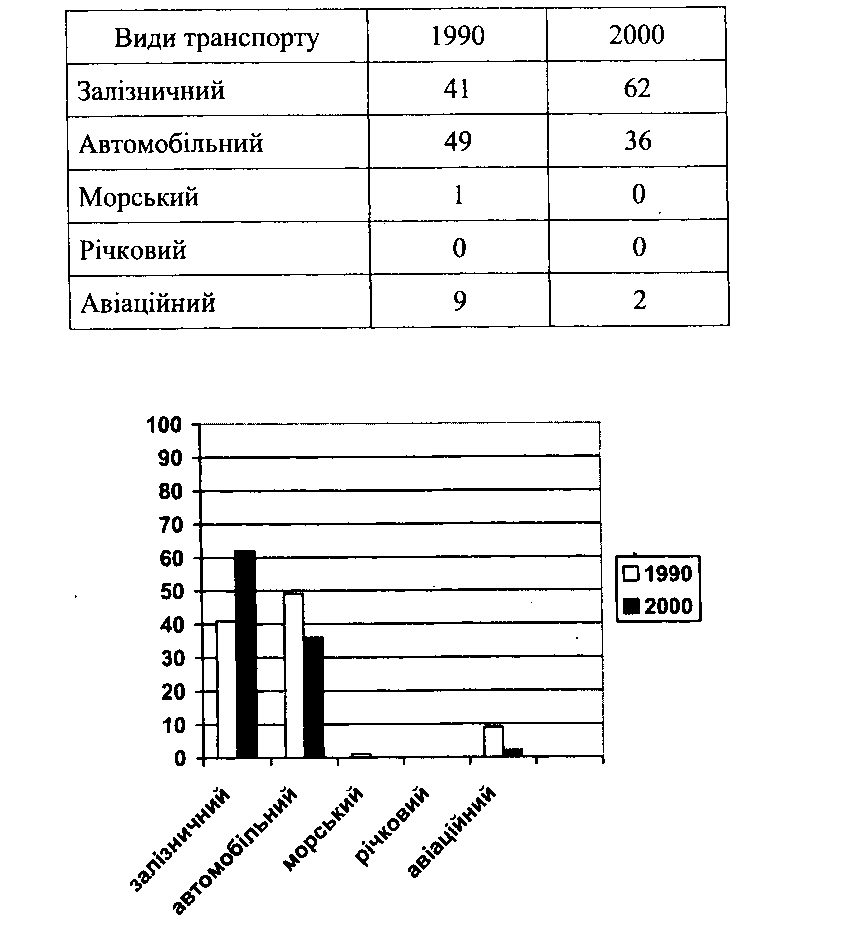 Види транспорту 1990 2000
Залізничний 41 62
Автомобільний 49 36
Морський 1 0
Річковий 0 0
Авіаційний 9 2
100
90
80
70
60
50
40
30
20
10
0
1990
2000
залізничний
автомобільний
морський
річковий
авіаційний